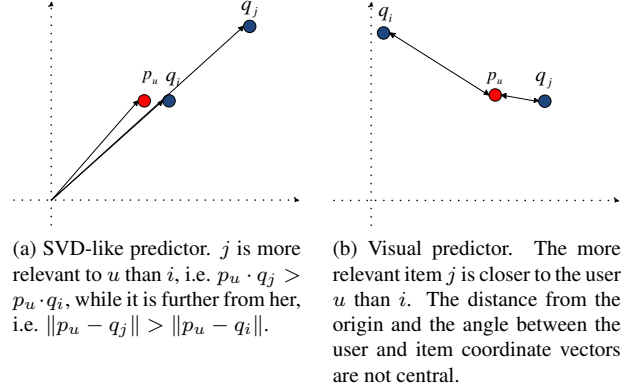 q_j
p_u q_i
q_i
p_u q_j
(a) SVD-like predictor. j is more
relevant to u than i, i.e. p_u · q_j >
p_u · q_i, while it is further from her,
i.e. ‖p_u − q_j‖ > ‖p_u − q_i‖.
(b) Visual predictor. The more
relevant item j is closer to the user
u than i. The distance from the
origin and the angle between the
user and item coordinate vectors
are not central.